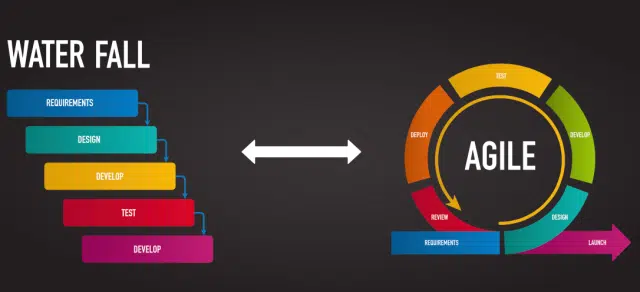 WATER FALL
REQUIREMENTS
DESIGN
DEVELOP
TEST
DEVELOP
TEST
DEPLOY
DEVELOP
AGILE
REVIEW
DESIGN
REQUIREMENTS
LAUNCH